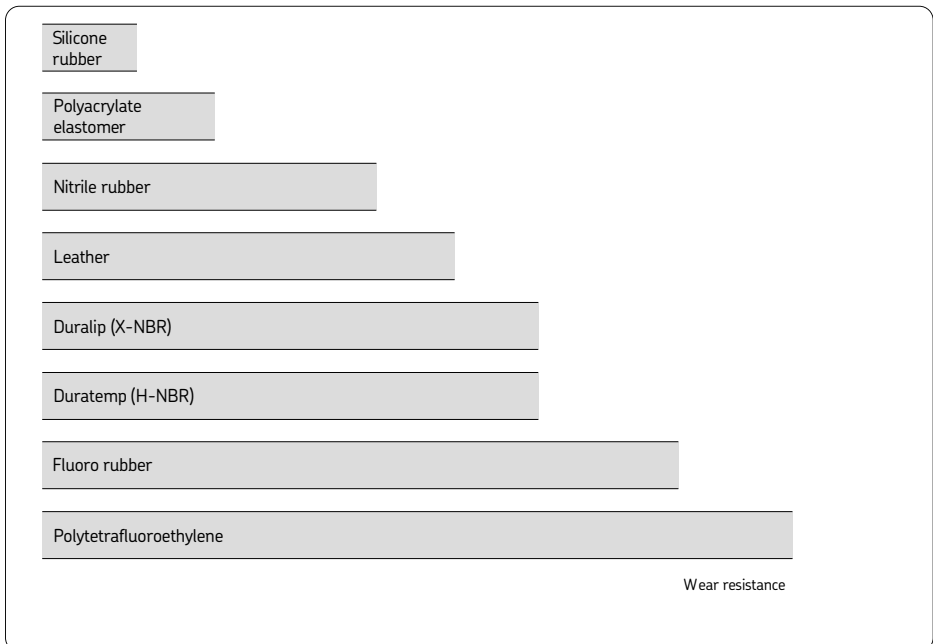 Silicone
rubber
Polyacrylate
elastomer
Nitrile rubber
Leather
Duralip (X-NBR)
Duratemp (H-NBR)
Fluoro rubber
Polytetrafluoroethylene
Wear resistance